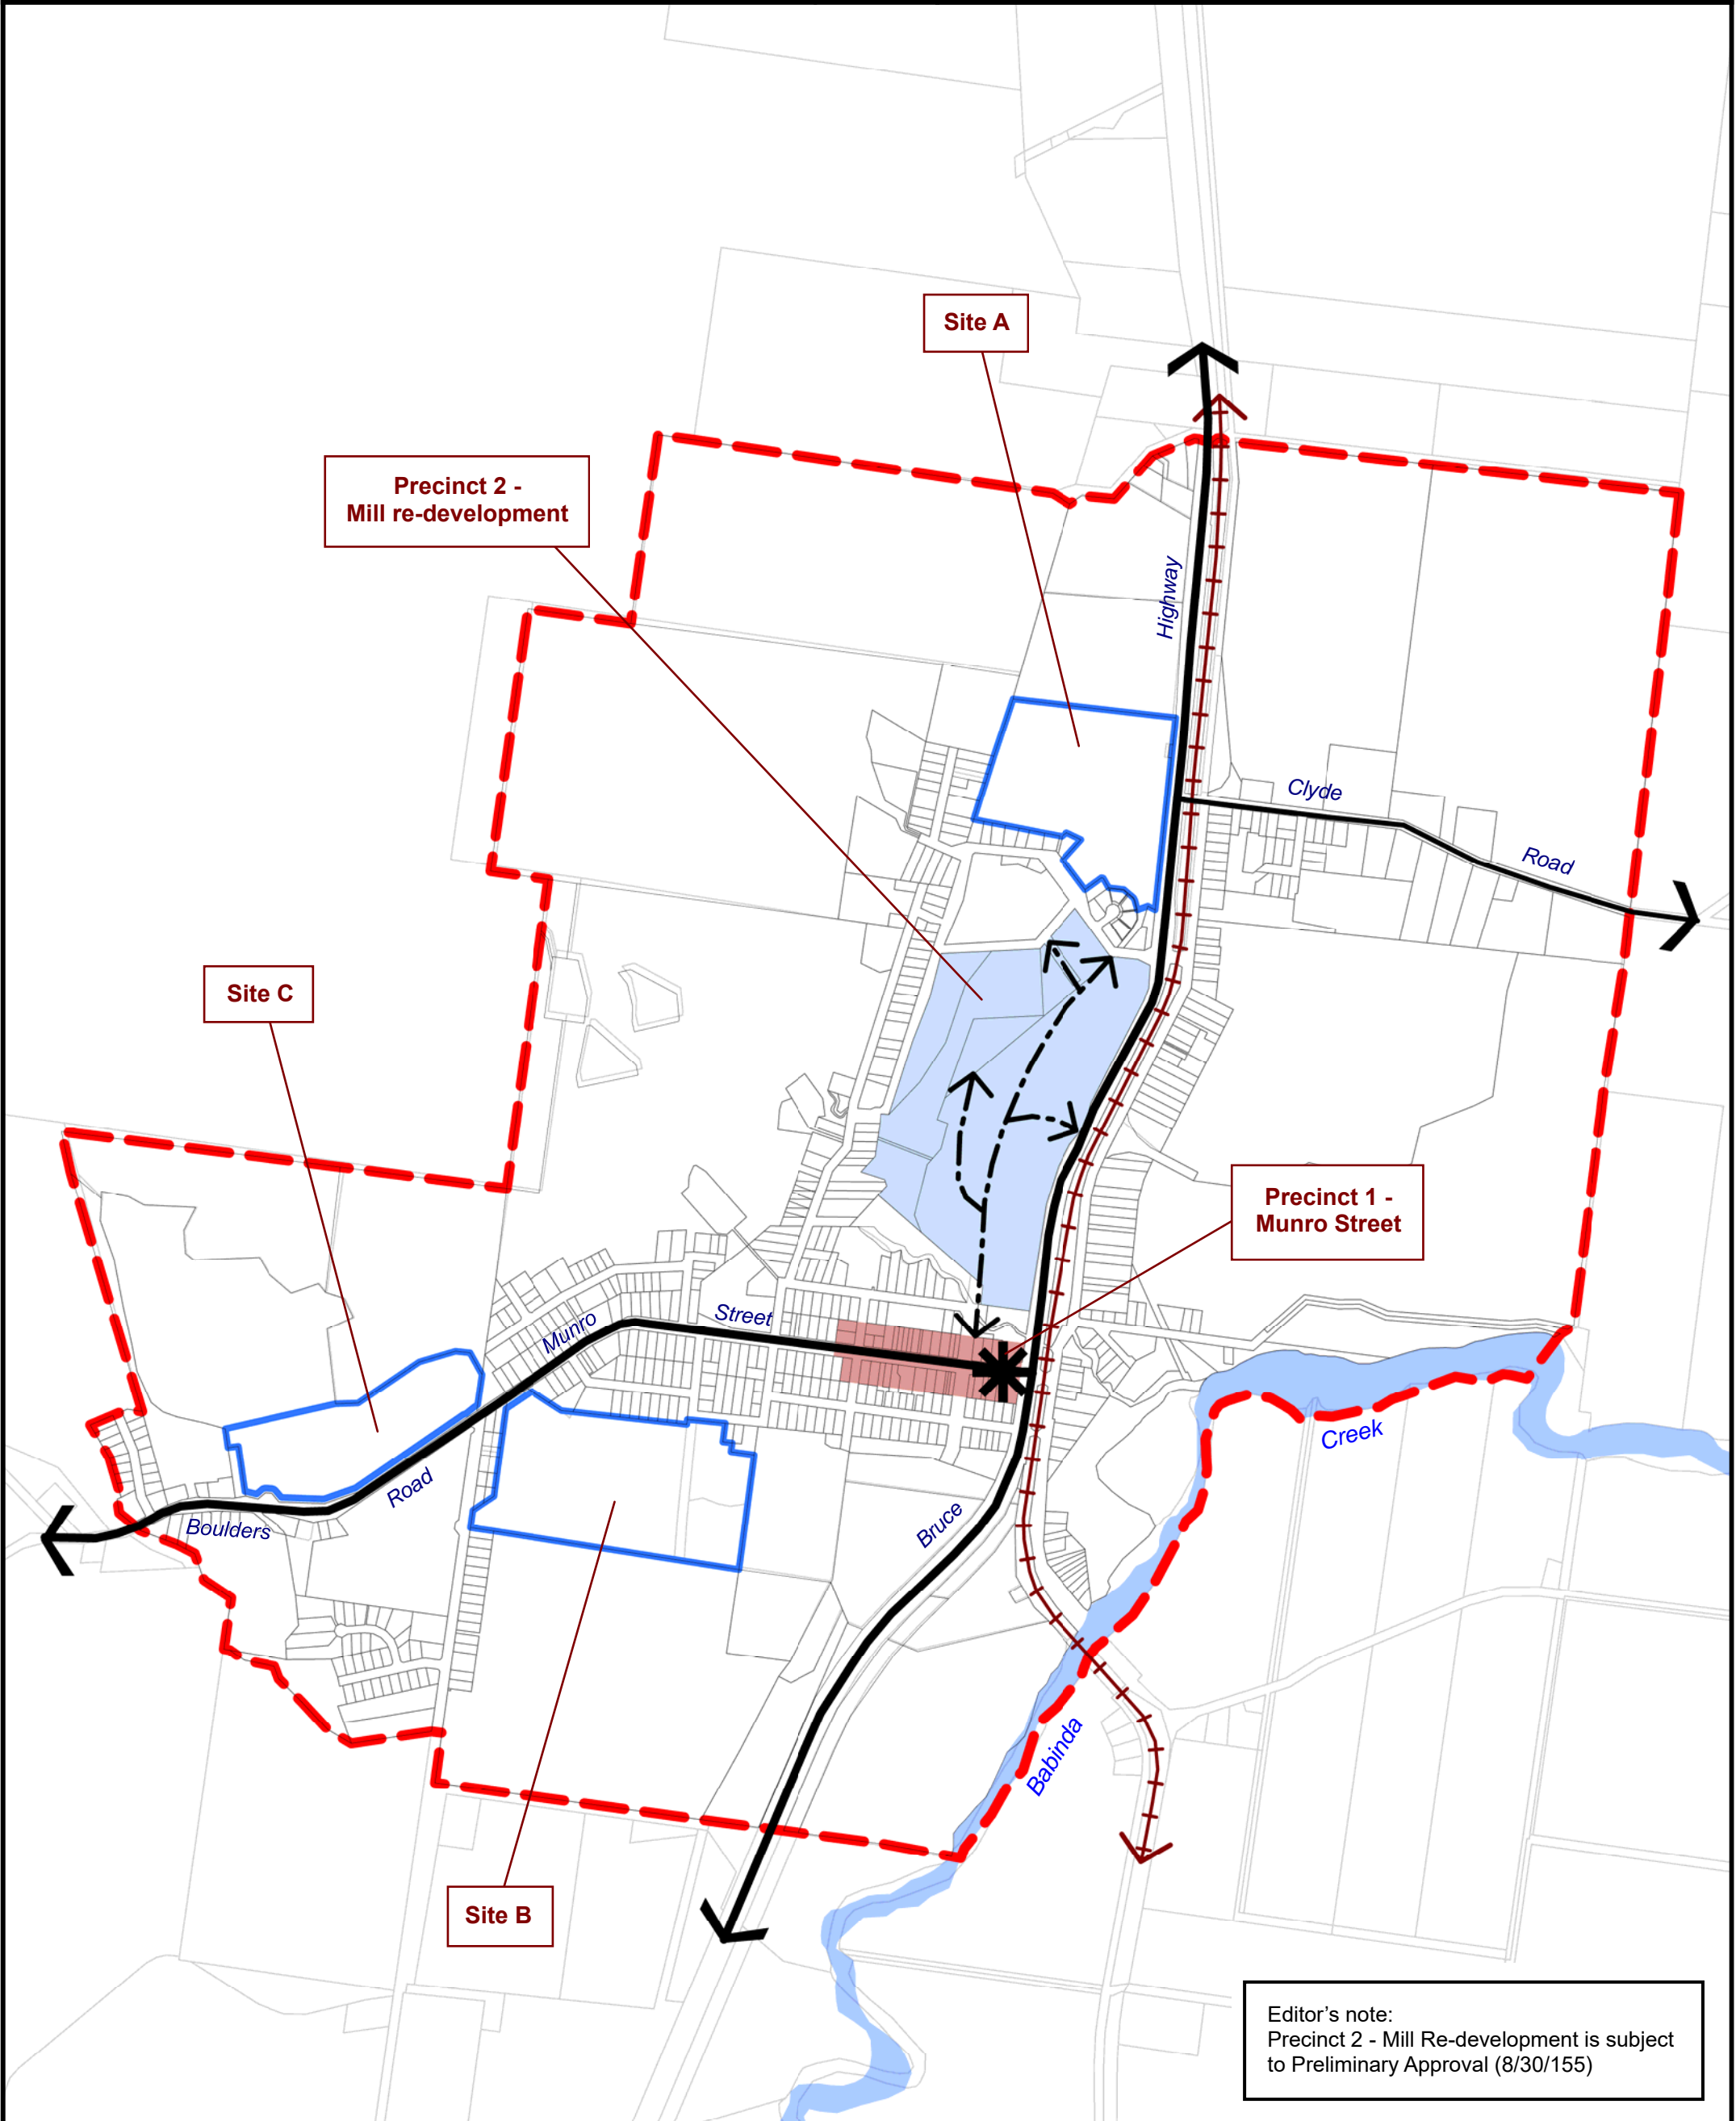 Site A
Precinct 2 -
Mill re-development
Highway
Clyde
Road
Site C
Precinct 1 -
Munro Street
Street
Munro
Creek
Road
Boulders
Bruce
Babinda
Site B
Editor’s note:
Precinct 2 - Mill Re-development is subject
to Preliminary Approval (8/30/155)